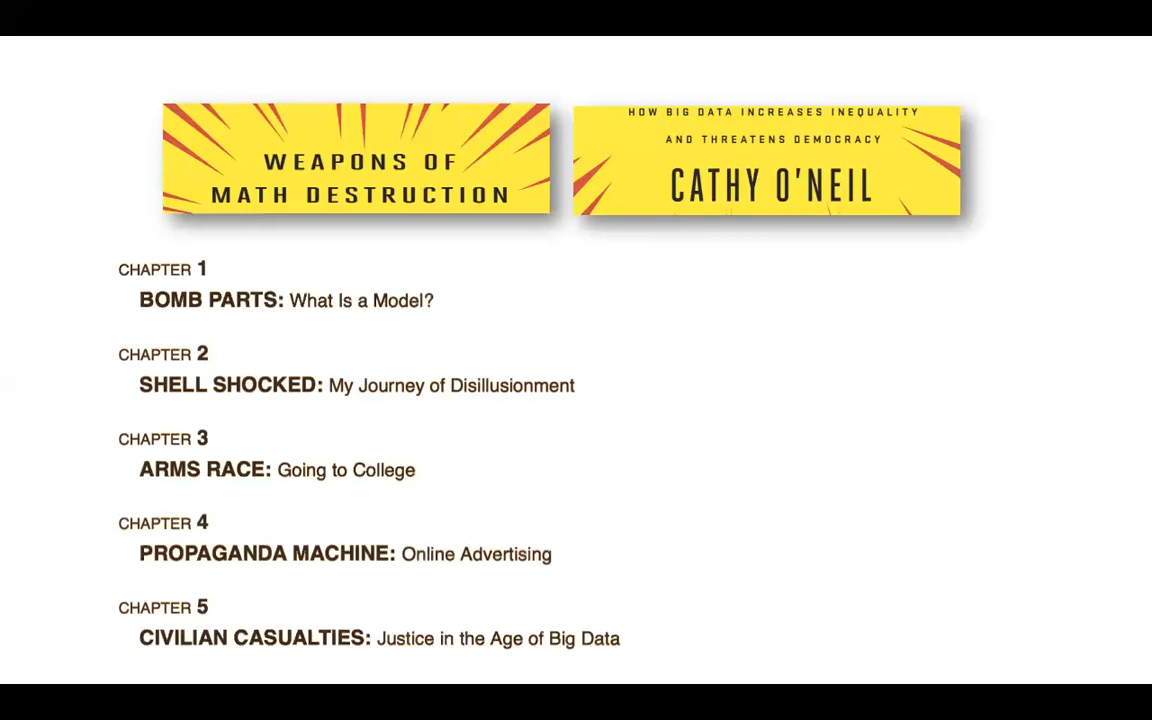 WEAPONS OF
MATH DESTRUCTION
HOW BIG DATA INCREASES INEQUALITY
AND THREATENS DEMOCRACY
CATHY O'NEIL
CHAPTER 1
BOMB PARTS: What Is a Model?
CHAPTER 2
SHELL SHOCKED: My Journey of Disillusionment
CHAPTER 3
ARMS RACE: Going to College
CHAPTER 4
PROPAGANDA MACHINE: Online Advertising
CHAPTER 5
CIVILIAN CASUALTIES: Justice in the Age of Big Data